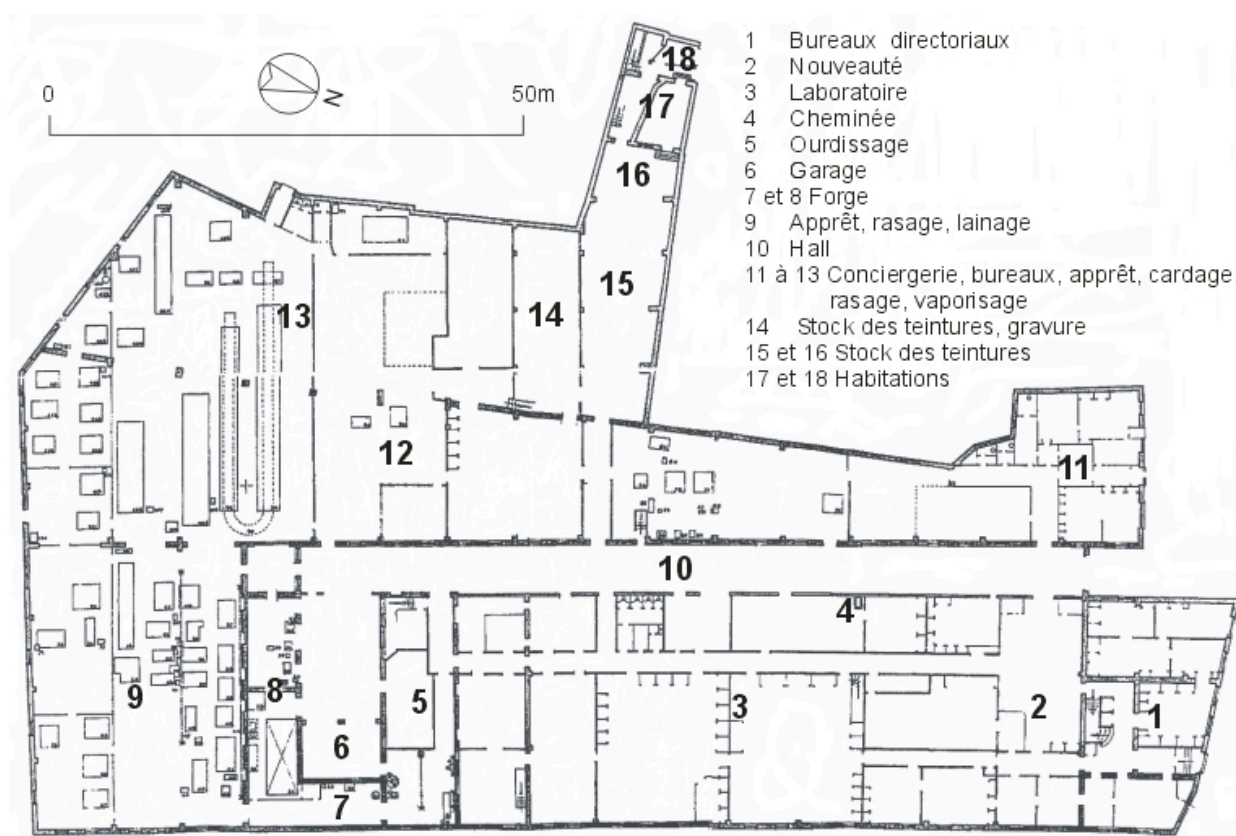 0 50m
N
1 Bureaux directoriaux
2 Nouveauté
3 Laboratoire
4 Cheminée
5 Ourdissage
6 Garage
7 et 8 Forge
9 Apprêt, rasage, lainage
10 Hall
11 à 13 Conciergerie, bureaux, apprêt, cardage,
rasage, vaporisage
14 Stock des teintures, gravure
15 et 16 Stock des teintures
17 et 18 Habitations
18
17
16
15
14
13
12
11
10
4
9
8
5
3
2
1
6
7